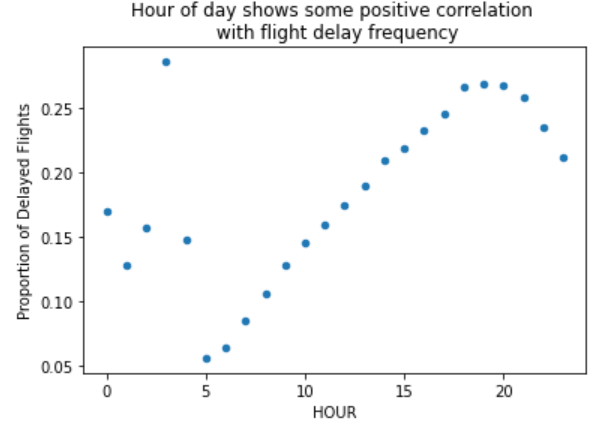 Hour of day shows some positive correlation
with flight delay frequency
Proportion of Delayed Flights
0.25
0.20
0.15
0.10
0.05
0 5 10 15 20
HOUR